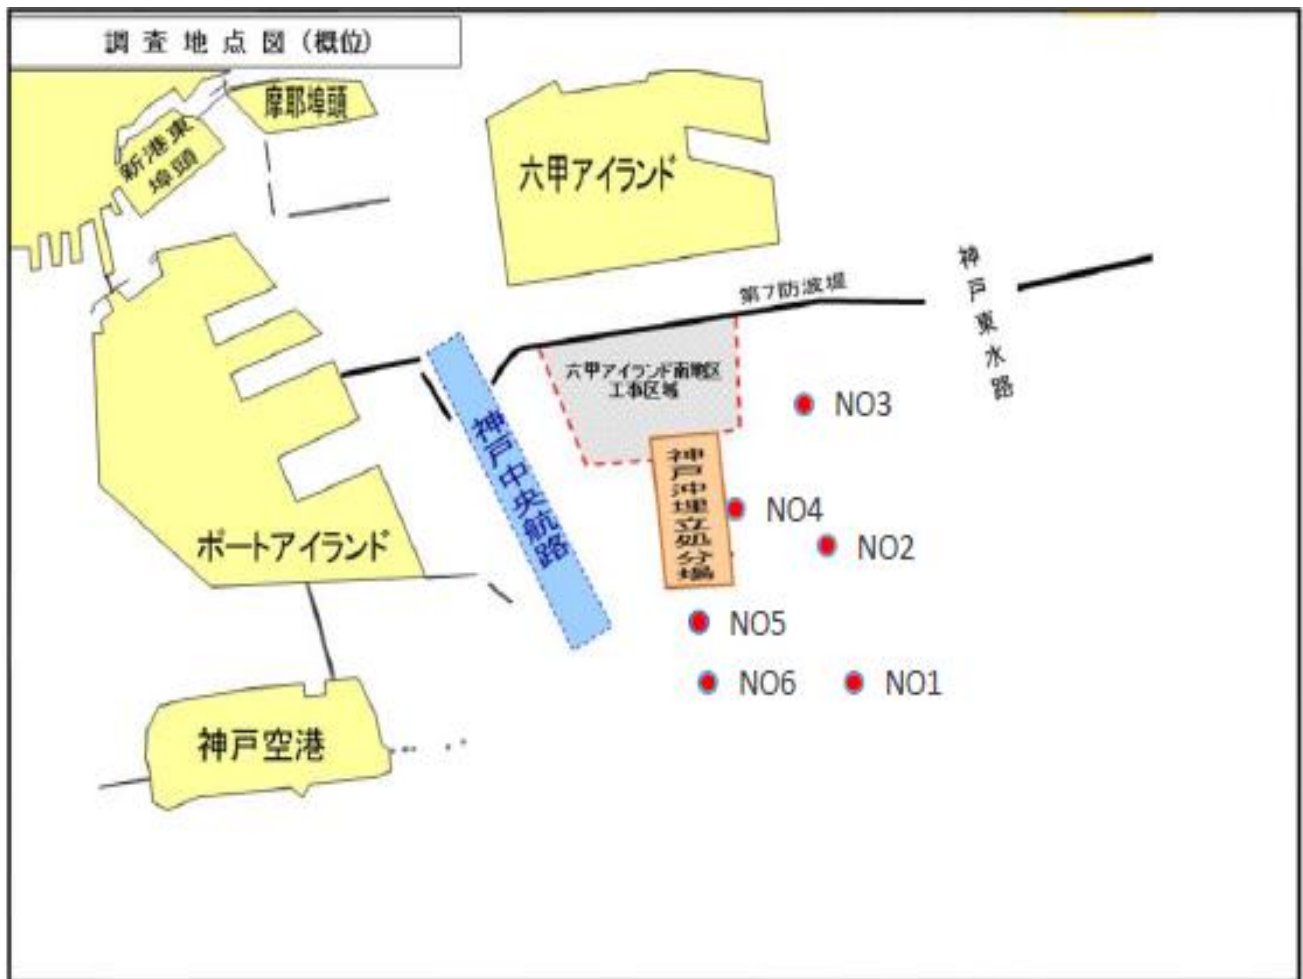 調査地点図(概位)
摩耶埠頭
新港東
埠頭
六甲アイランド
神戸東水路
第7防波堤
六甲アイランド南地区
工事区域
NO3
神戸中央航路
神戸沖埋立処分場
NO4
NO2
ポートアイランド
NO5
NO6
NO1
神戸空港